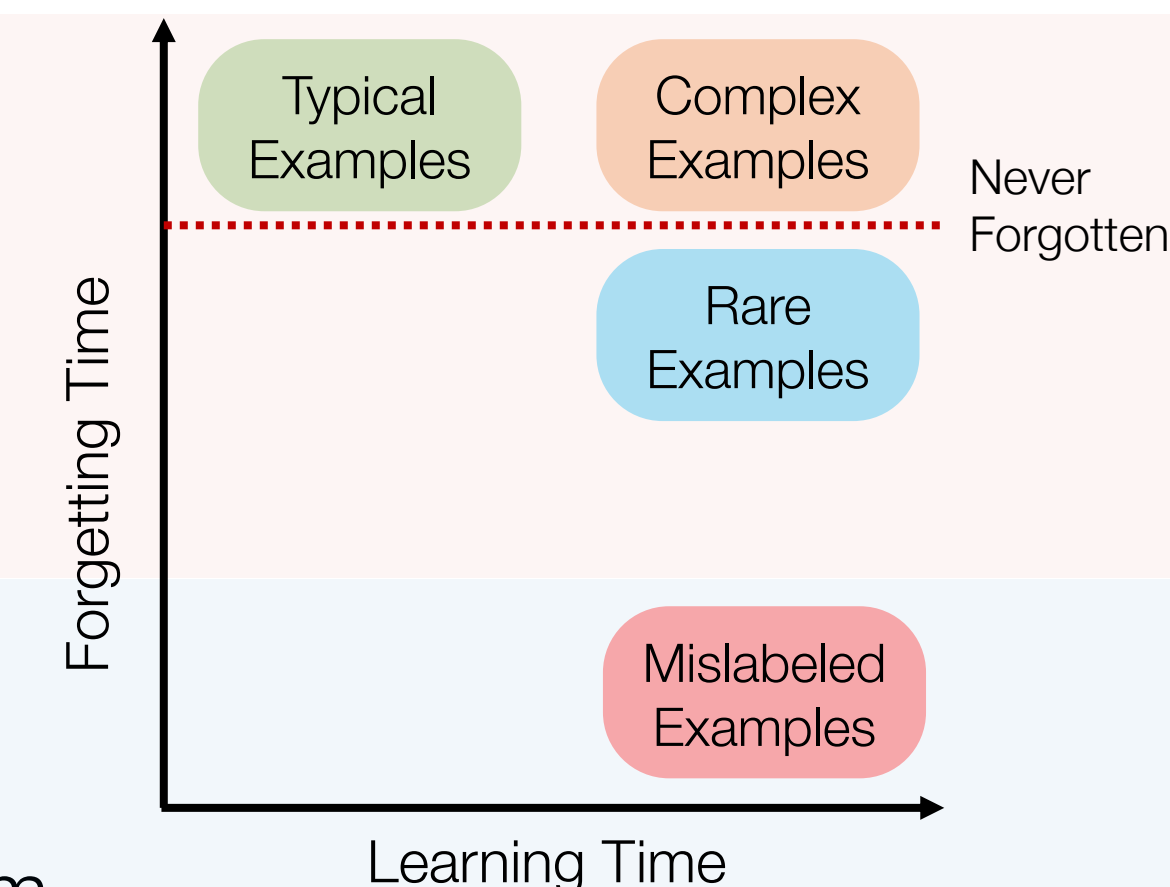 Typical
Examples
Complex
Examples
Never
Forgotten
Rare
Examples
Forgetting Time
Mislabeled
Examples
Learning Time